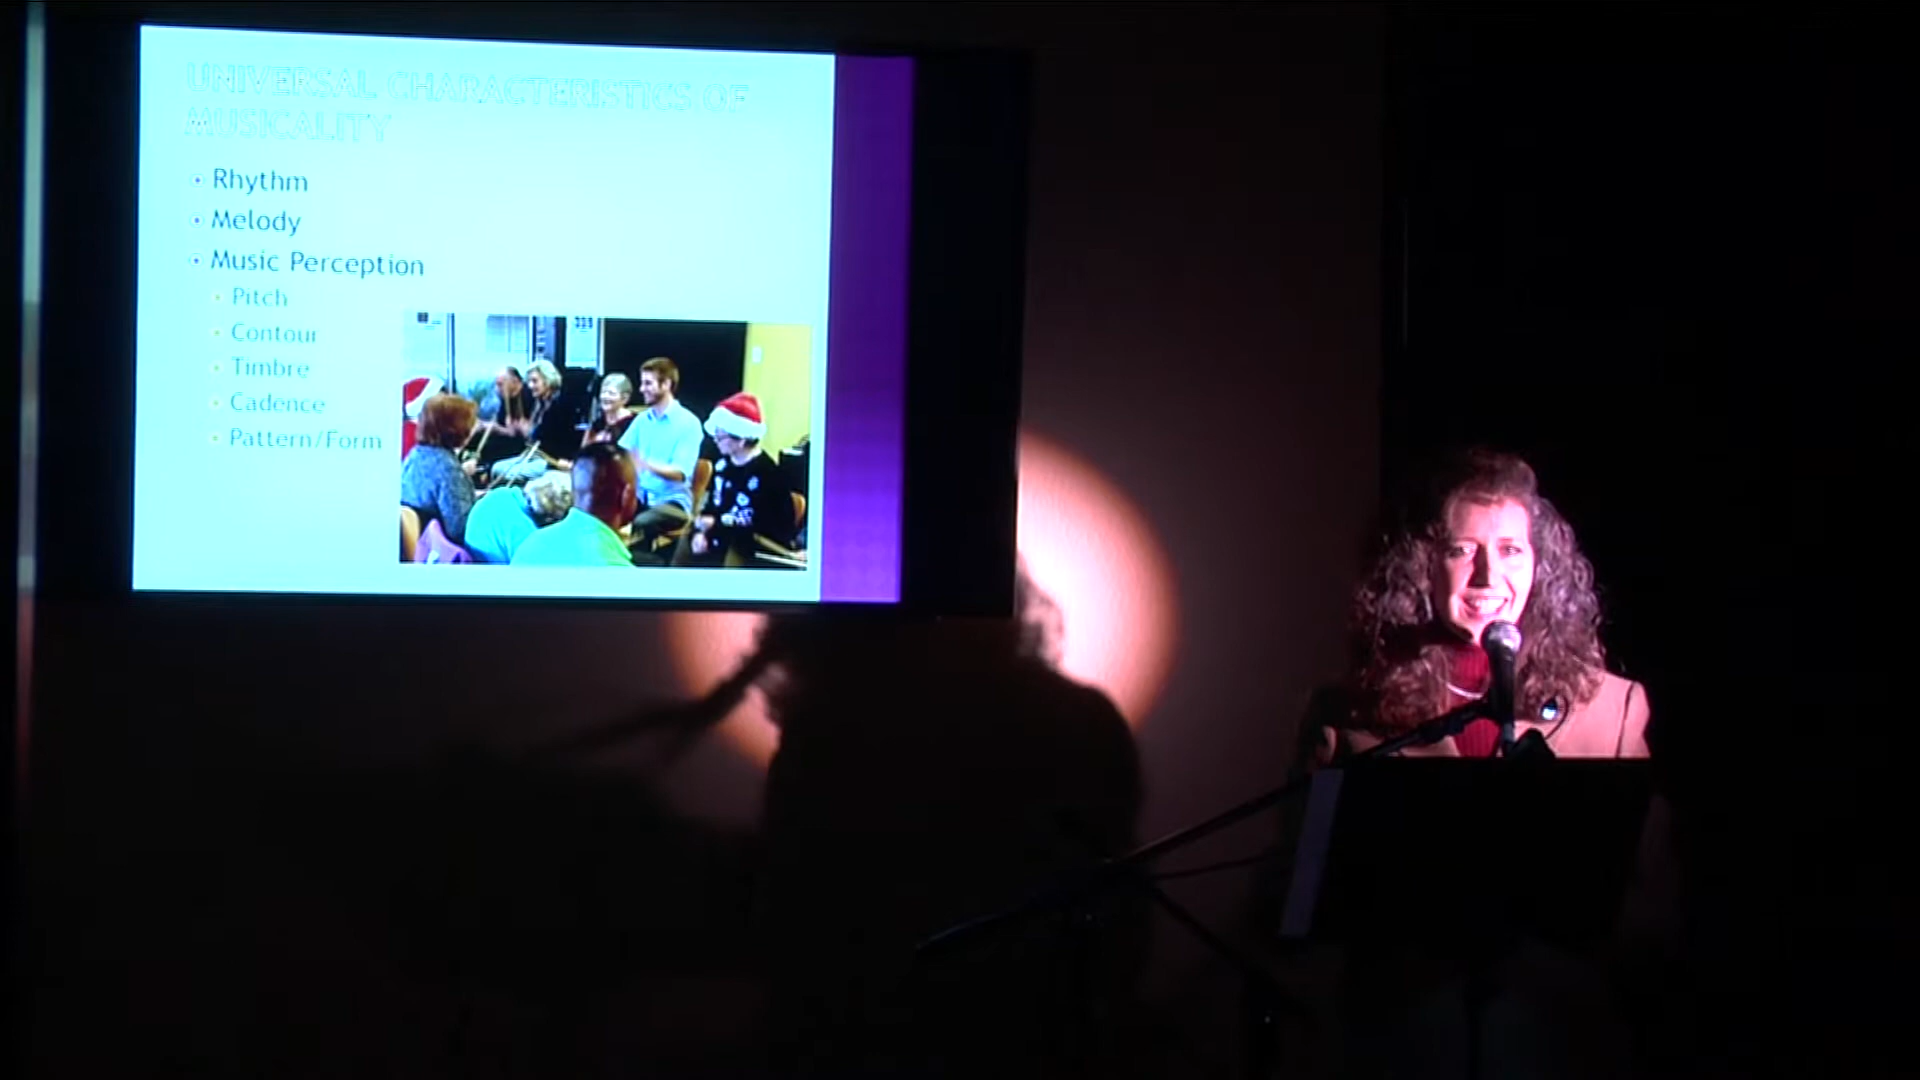 UNIVERSAL CHARACTERISTICS OF
MUSICALITY
Rhythm
Melody
Music Perception
Pitch
Contour
Timbre
Cadence
Pattern/Form